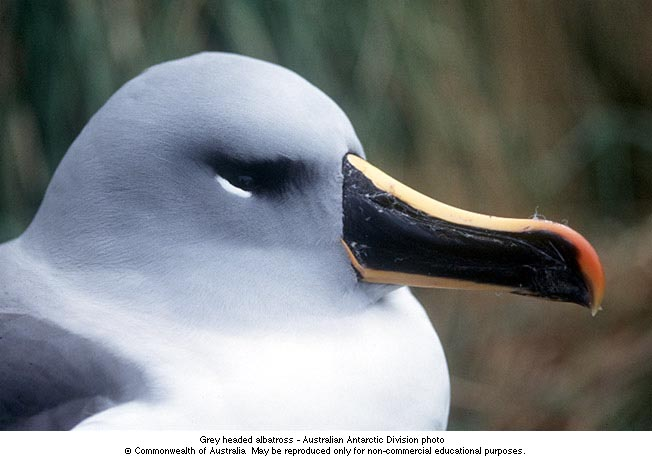 Grey headed albatross - Australian Antarctic Division photo
© Commonwealth of Australia  May be reproduced only for non-commercial educational purposes.